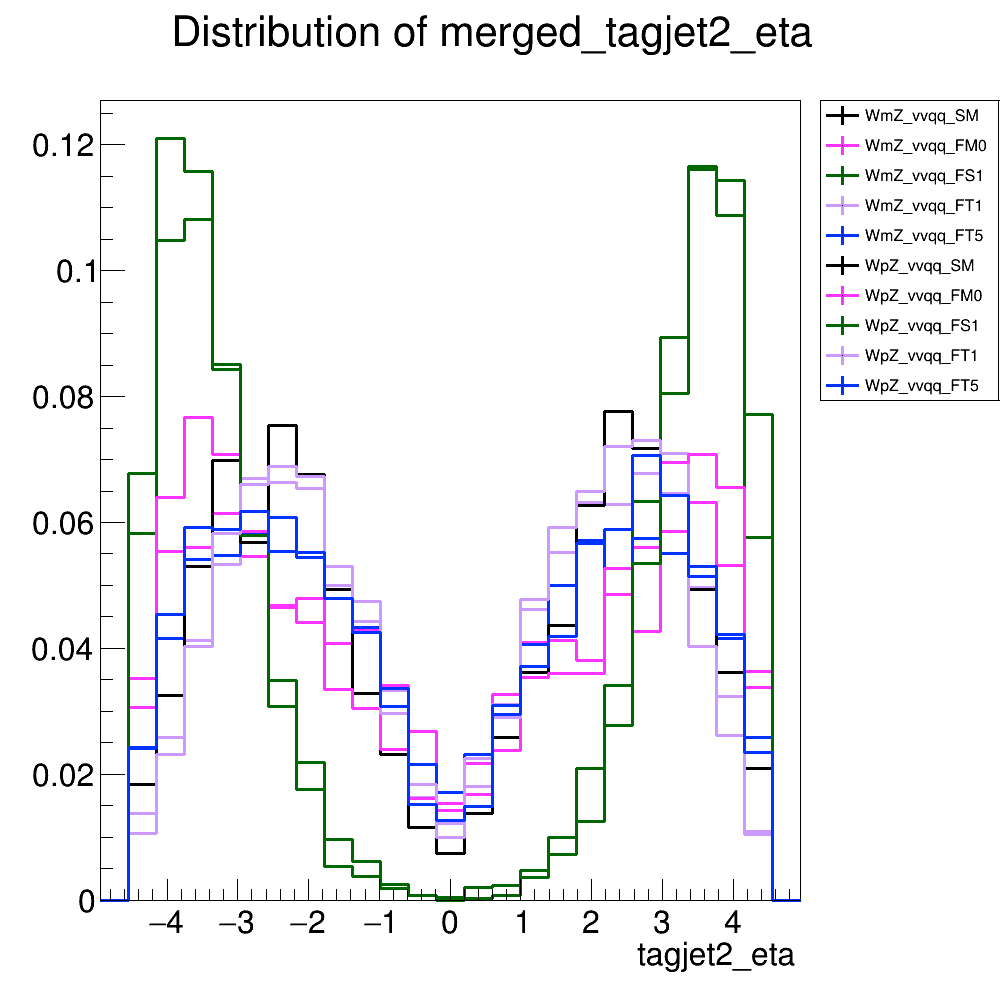 Distribution of merged_tagjet2_eta
0.12
0.1
0.08
0.06
0.04
0.02
0
−4 −3 −2 −1 0 1 2 3 4
tagjet2_eta
WmZ_vvqq_SM
WmZ_vvqq_FM0
WmZ_vvqq_FS1
WmZ_vvqq_FT1
WmZ_vvqq_FT5
WpZ_vvqq_SM
WpZ_vvqq_FM0
WpZ_vvqq_FS1
WpZ_vvqq_FT1
WpZ_vvqq_FT5